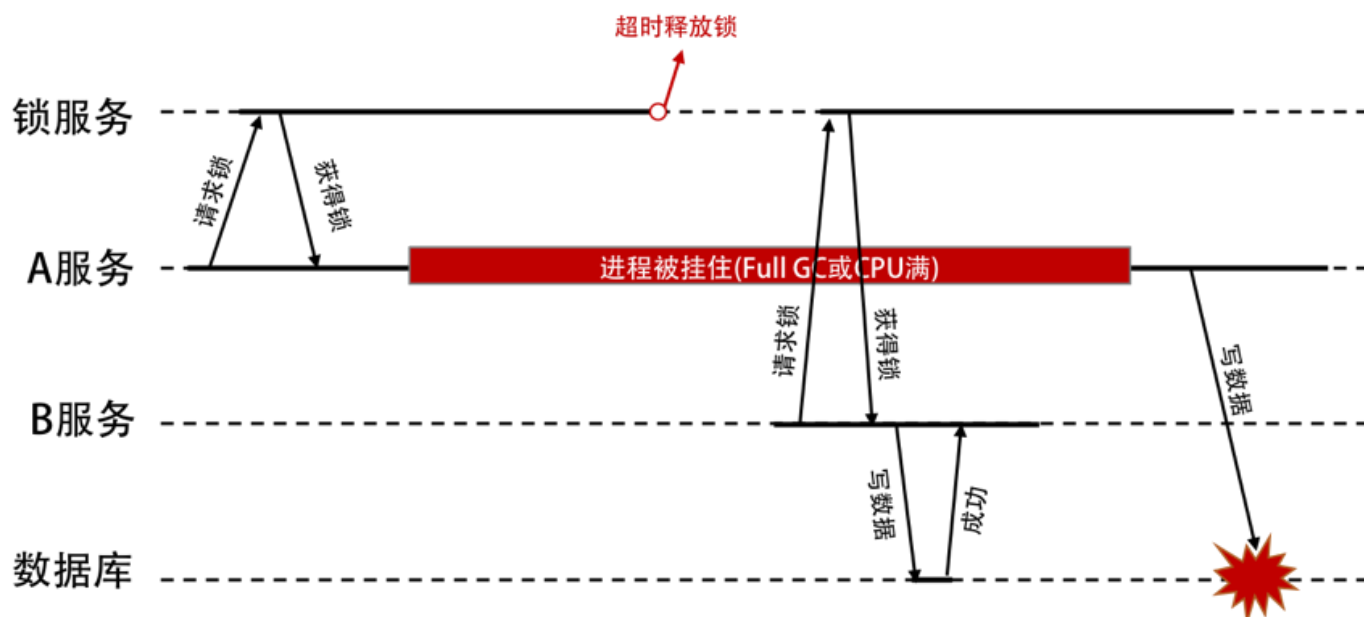 超时释放锁
锁服务
请求锁
获得锁
A服务
进程被挂住(Full GC或CPU满)
请求锁
获得锁
写数据
B服务
写数据
成功
数据库